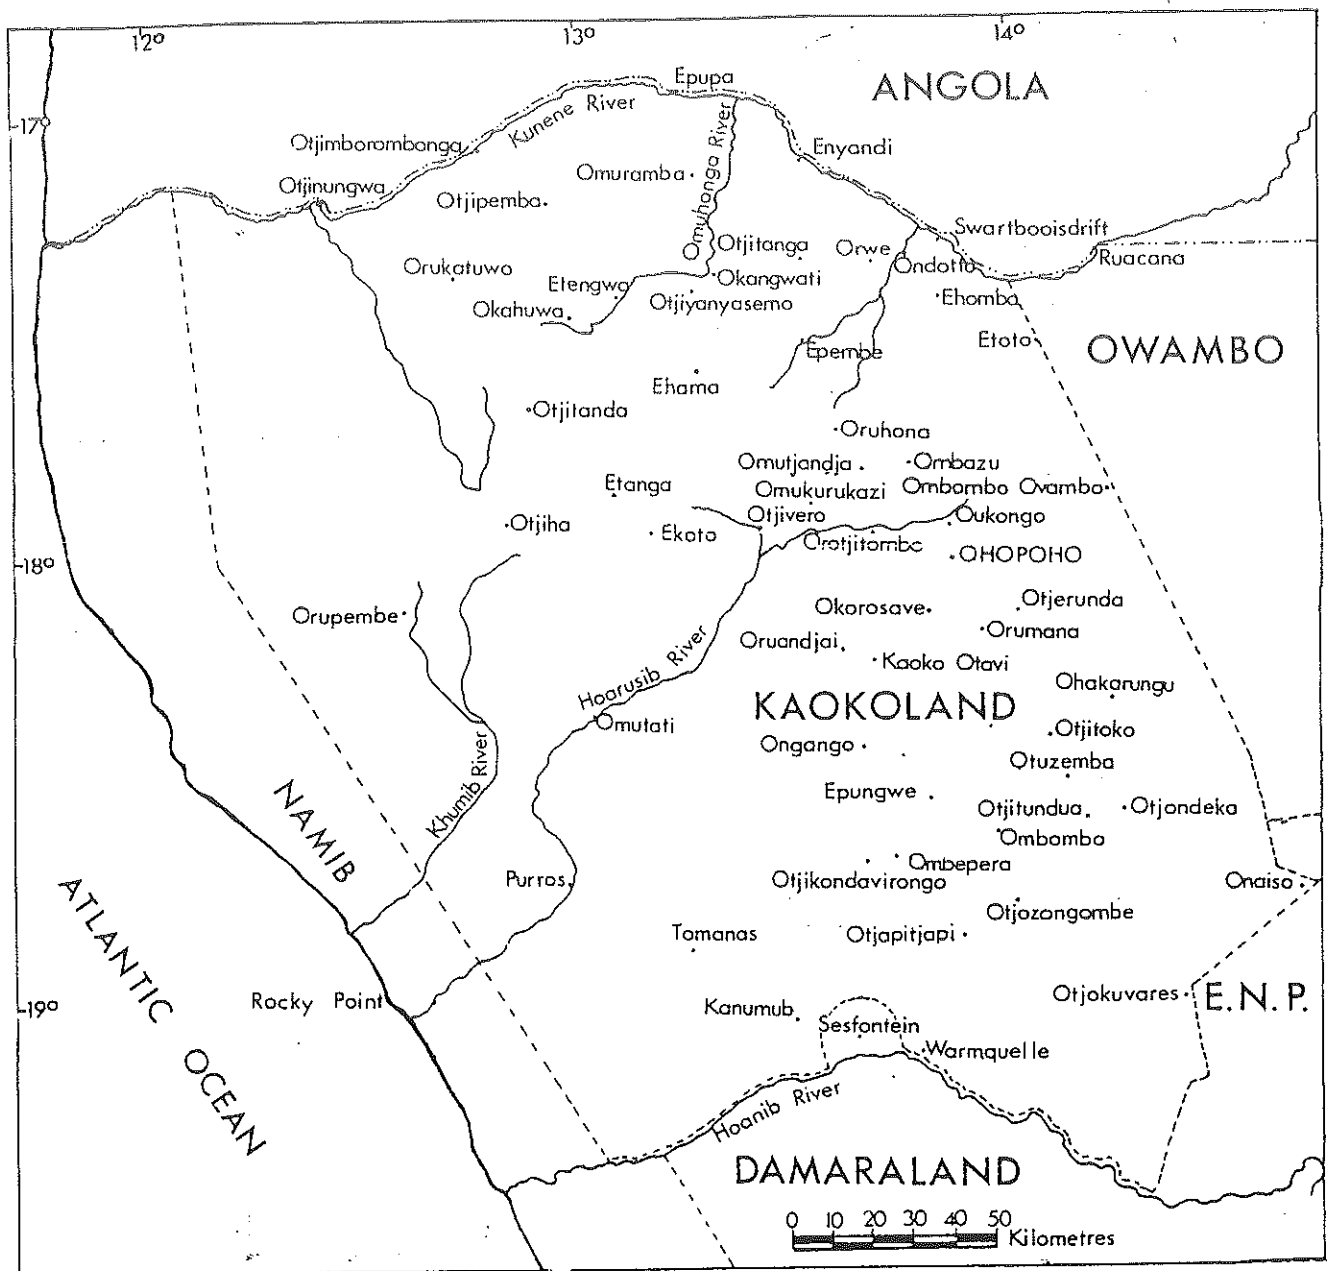 12°
13°
14°
ANGOLA
Epupa
Kunene River
17
Otjimborombonga
Omuhonga River
Enyandi
Omuramba
Otjinungwa
Otjipemba
Swartbooisdrift
Otjitanga
Orwe
Ruacana
Ondotto
Orukatuwo
Okangwati
Etengwa
Otjiyanyasemo
Ehomba
Okahuwa
Etoto
OWAMBO
Epembe
Ehama
Otjitanda
Oruhona
Omutjandja
Ombazu
Etanga
Omukurukazi
Ombombo Ovambo
Otjivero
Oukongo
Otjiha
Ekoto
Orotjitombo
OHOPOHO
18°
Otjerunda
Okorosave
Orupembe
Orumana
Oruandjai
Kaoko Otavi
Hoarusib River
Ohakarungu
KAOKOLAND
Omutati
Otjitoko
Ongango
Otuzemba
Khumib River
Epungwe
Otjitundua
Otjondeka
NAMIB
Ombombo
Ombepera
Purros
Otjikondavirongo
Onaiso
Otjozongombe
ATLANTIC
OCEAN
Tomanas
Otjapitjapi
19°
Rocky Point
Otjokuvares
E.N.P.
Kanumub
Sesfontein
Warmquelle
Hoanib River
DAMARALAND
0 10 20 30 40 50
Kilometres